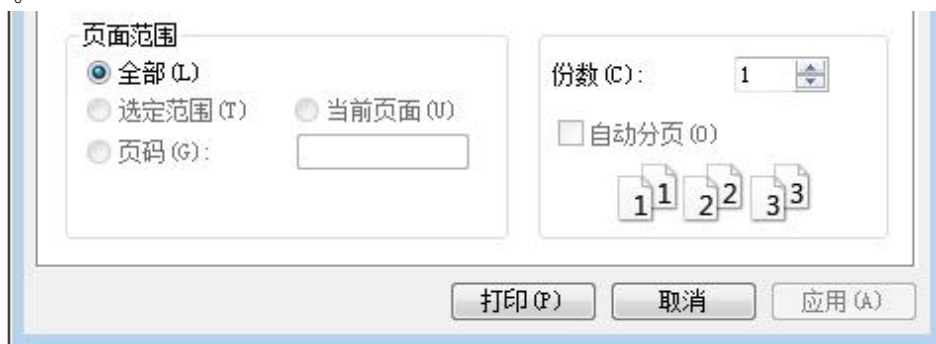 。
页面范围
全部(L)
选定范围(T) 当前页面(U)
页码(G):
份数(C): 1
自动分页(O)
1 1 2 2 3 3
打印(P) 取消 应用(A)